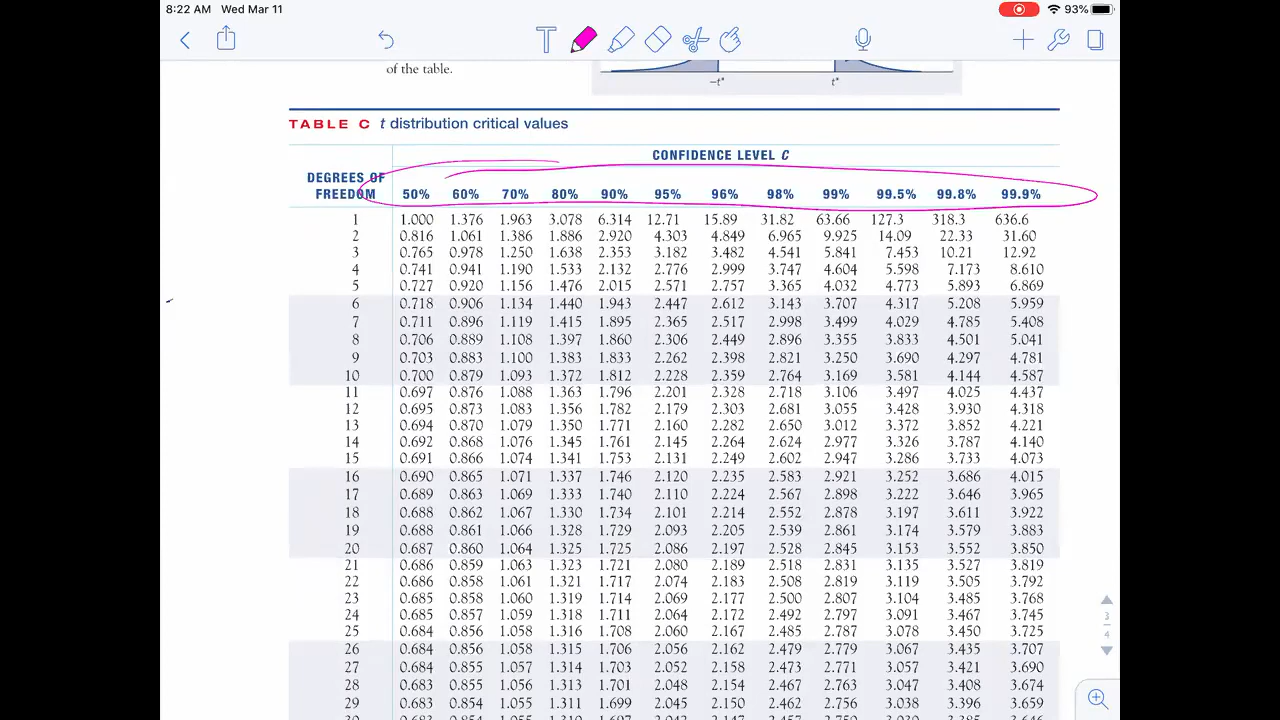 8:22 AM Wed Mar 11 93%
T
of the table.
–t* t*
TABLE C t distribution critical values
CONFIDENCE LEVEL C
DEGREES OF
FREEDOM 50% 60% 70% 80% 90% 95% 96% 98% 99% 99.5% 99.8% 99.9%
1 1.000 1.376 1.963 3.078 6.314 12.71 15.89 31.82 63.66 127.3 318.3 636.6
2 0.816 1.061 1.386 1.886 2.920 4.303 4.849 6.965 9.925 14.09 22.33 31.60
3 0.765 0.978 1.250 1.638 2.353 3.182 3.482 4.541 5.841 7.453 10.21 12.92
4 0.741 0.941 1.190 1.533 2.132 2.776 2.999 3.747 4.604 5.598 7.173 8.610
5 0.727 0.920 1.156 1.476 2.015 2.571 2.757 3.365 4.032 4.773 5.893 6.869
6 0.718 0.906 1.134 1.440 1.943 2.447 2.612 3.143 3.707 4.317 5.208 5.959
7 0.711 0.896 1.119 1.415 1.895 2.365 2.517 2.998 3.499 4.029 4.785 5.408
8 0.706 0.889 1.108 1.397 1.860 2.306 2.449 2.896 3.355 3.833 4.501 5.041
9 0.703 0.883 1.100 1.383 1.833 2.262 2.398 2.821 3.250 3.690 4.297 4.781
10 0.700 0.879 1.093 1.372 1.812 2.228 2.359 2.764 3.169 3.581 4.144 4.587
11 0.697 0.876 1.088 1.363 1.796 2.201 2.328 2.718 3.106 3.497 4.025 4.437
12 0.695 0.873 1.083 1.356 1.782 2.179 2.303 2.681 3.055 3.428 3.930 4.318
13 0.694 0.870 1.079 1.350 1.771 2.160 2.282 2.650 3.012 3.372 3.852 4.221
14 0.692 0.868 1.076 1.345 1.761 2.145 2.264 2.624 2.977 3.326 3.787 4.140
15 0.691 0.866 1.074 1.341 1.753 2.131 2.249 2.602 2.947 3.286 3.733 4.073
16 0.690 0.865 1.071 1.337 1.746 2.120 2.235 2.583 2.921 3.252 3.686 4.015
17 0.689 0.863 1.069 1.333 1.740 2.110 2.224 2.567 2.898 3.222 3.646 3.965
18 0.688 0.862 1.067 1.330 1.734 2.101 2.214 2.552 2.878 3.197 3.611 3.922
19 0.688 0.861 1.066 1.328 1.729 2.093 2.205 2.539 2.861 3.174 3.579 3.883
20 0.687 0.860 1.064 1.325 1.725 2.086 2.197 2.528 2.845 3.153 3.552 3.850
21 0.686 0.859 1.063 1.323 1.721 2.080 2.189 2.518 2.831 3.135 3.527 3.819
22 0.686 0.858 1.061 1.321 1.717 2.074 2.183 2.508 2.819 3.119 3.505 3.792
23 0.685 0.858 1.060 1.319 1.714 2.069 2.177 2.500 2.807 3.104 3.485 3.768
24 0.685 0.857 1.059 1.318 1.711 2.064 2.172 2.492 2.797 3.091 3.467 3.745
25 0.684 0.856 1.058 1.316 1.708 2.060 2.167 2.485 2.787 3.078 3.450 3.725
26 0.684 0.856 1.058 1.315 1.706 2.056 2.162 2.479 2.779 3.067 3.435 3.707
27 0.684 0.855 1.057 1.314 1.703 2.052 2.158 2.473 2.771 3.057 3.421 3.690
28 0.683 0.855 1.056 1.313 1.701 2.048 2.154 2.467 2.763 3.047 3.408 3.674
29 0.683 0.854 1.055 1.311 1.699 2.045 2.150 2.462 2.756 3.038 3.396 3.659
3
4